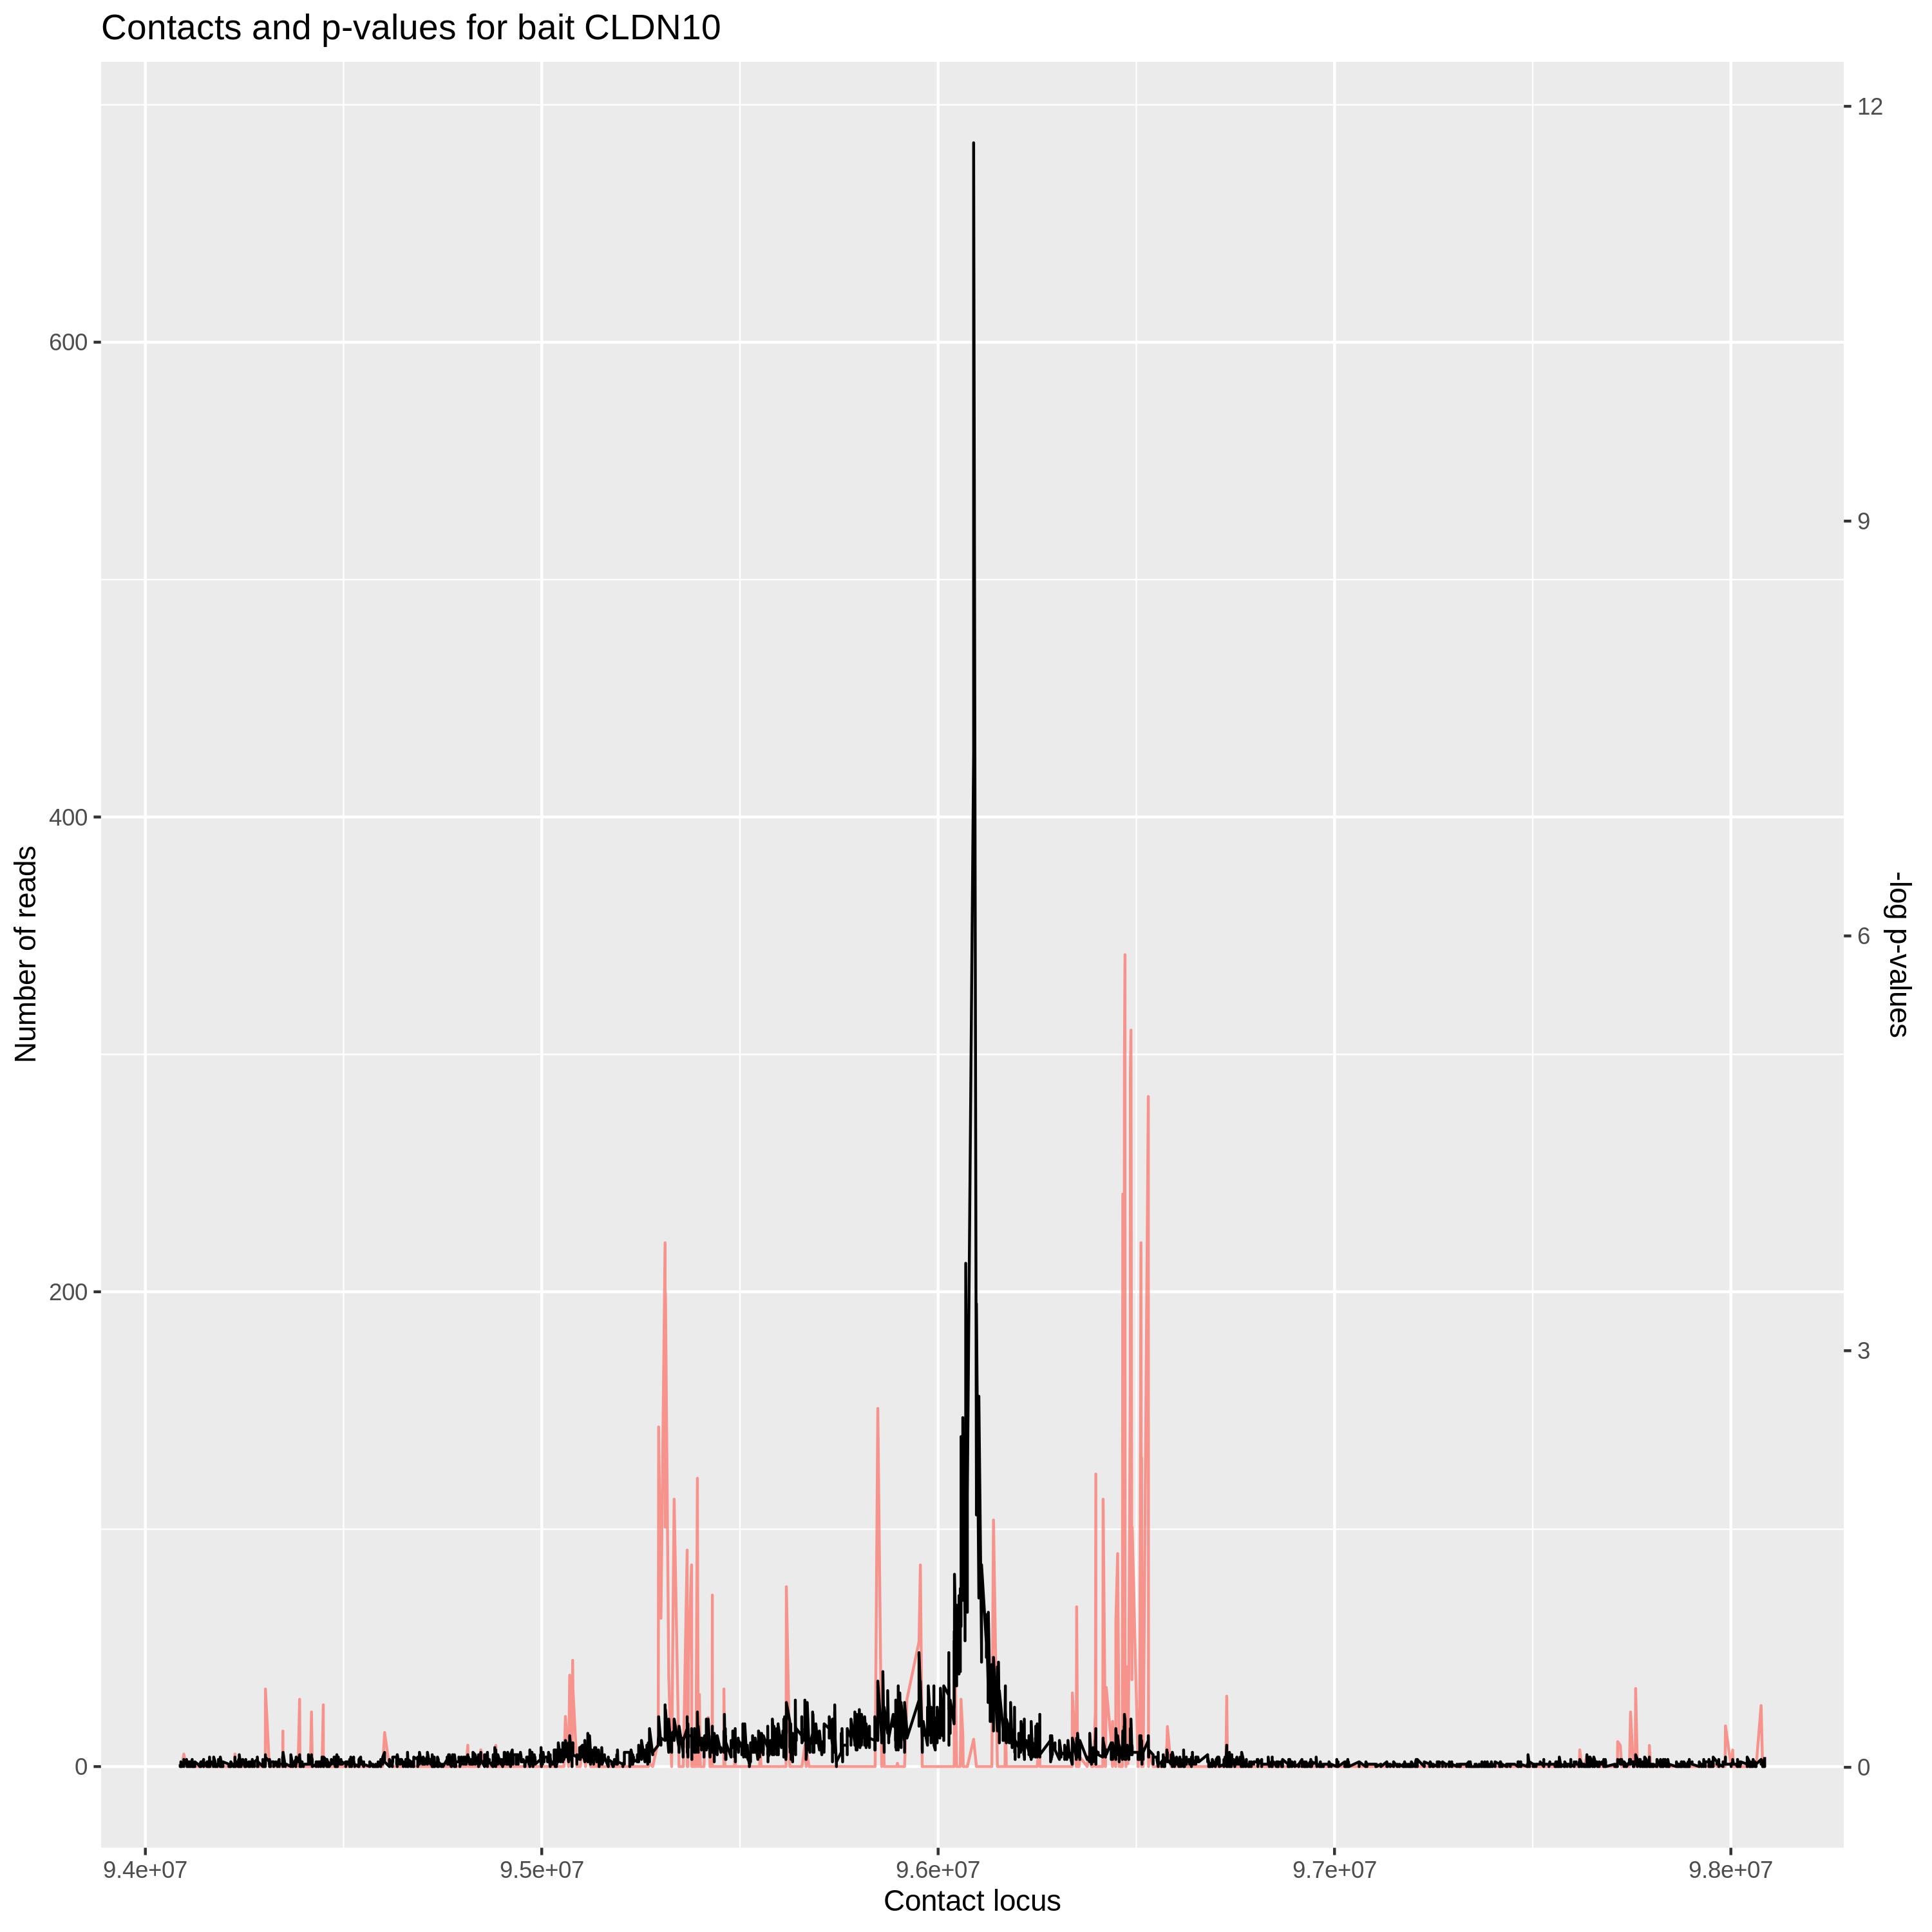 Contacts and p-values for bait CLDN10
12
600
9
400
6
Number of reads
-log p-values
200
3
0
0
9.4e+07
9.5e+07
9.6e+07
9.7e+07
9.8e+07
Contact locus